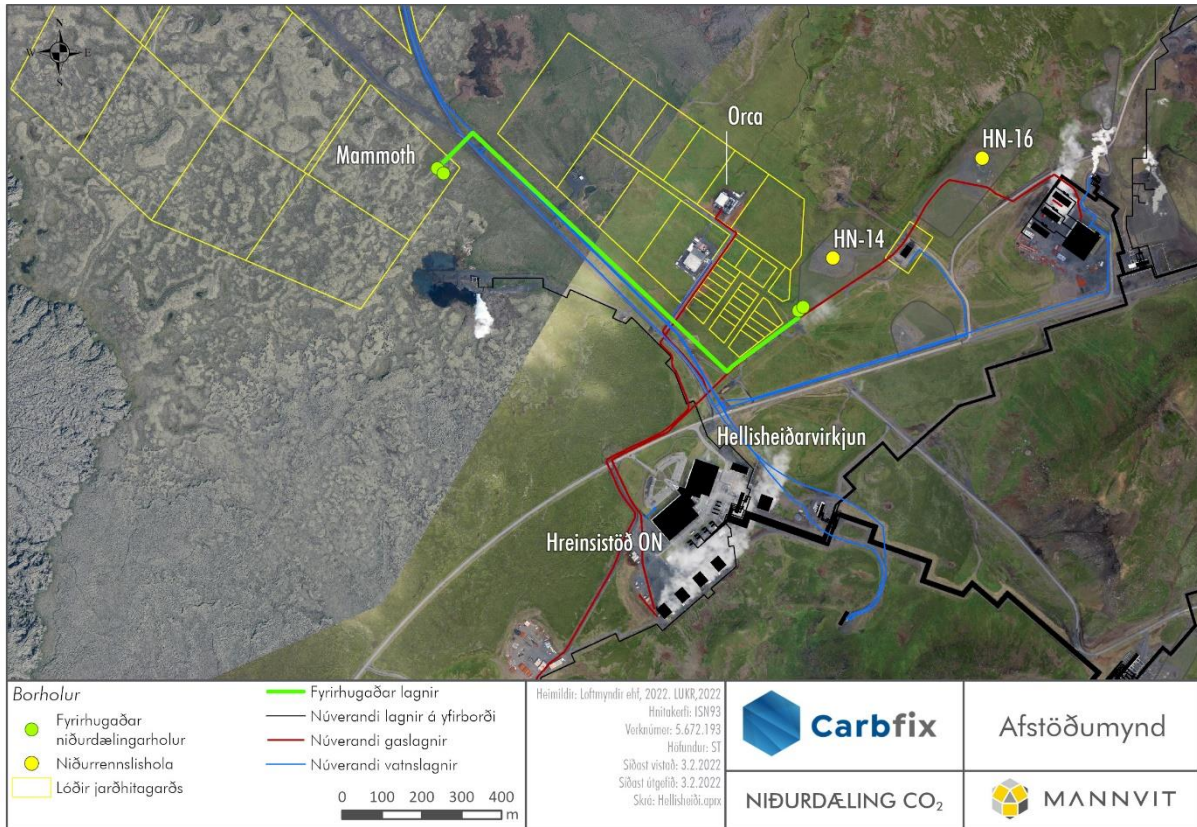 N
W E
S
Orca
HN-16
Mammoth
HN-14
Hellisheiðarvirkjun
Hreinsistöð ON
Borholur
Fyrirhugaðar
niðurdælingarholur
Niðurrennslishola
Lóðir jarðhitagarðs
Fyrirhugaðar lagnir
Núverandi lagnir á yfirborði
Núverandi gaslagnir
Núverandi vatnslagnir
0 100 200 300 400
m
Heimildir: Loftmyndir ehf, 2022. LUKR,2022
Hnitakerfi: ISN93
Verknúmer: 5.672.193
Höfundur: ST
Síðast vistað: 3.2.2022
Síðast útgefið: 3.2.2022
Skrá: Hellisheiði.aprx
Carbfix
Afstöðumynd
NIÐURDÆLING CO₂
MANNVIT